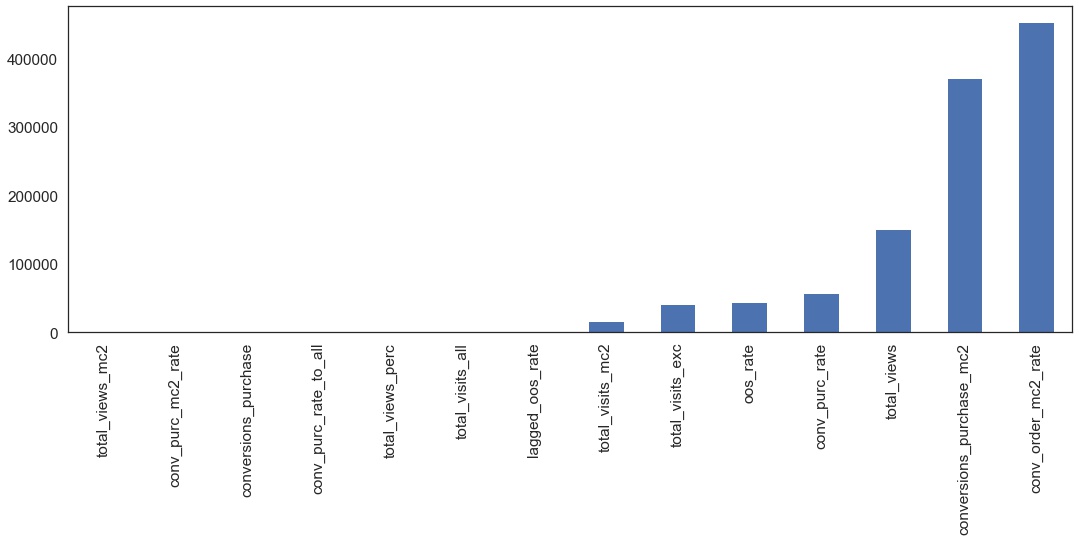 400000
300000
200000
100000
0
total_views_mc2
conv_purc_mc2_rate
conversions_purchase
conv_purc_rate_to_all
total_views_perc
total_visits_all
lagged_oos_rate
total_visits_mc2
total_visits_exc
oos_rate
conv_purc_rate
total_views
conversions_purchase_mc2
conv_order_mc2_rate